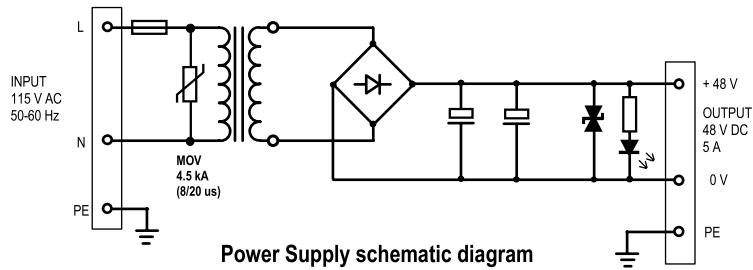 L
INPUT
115 V AC
50-60 Hz
N
MOV
4.5 kA
(8/20 us)
PE
+ 48 V
OUTPUT
48 V DC
5 A
0 V
PE
Power Supply schematic diagram